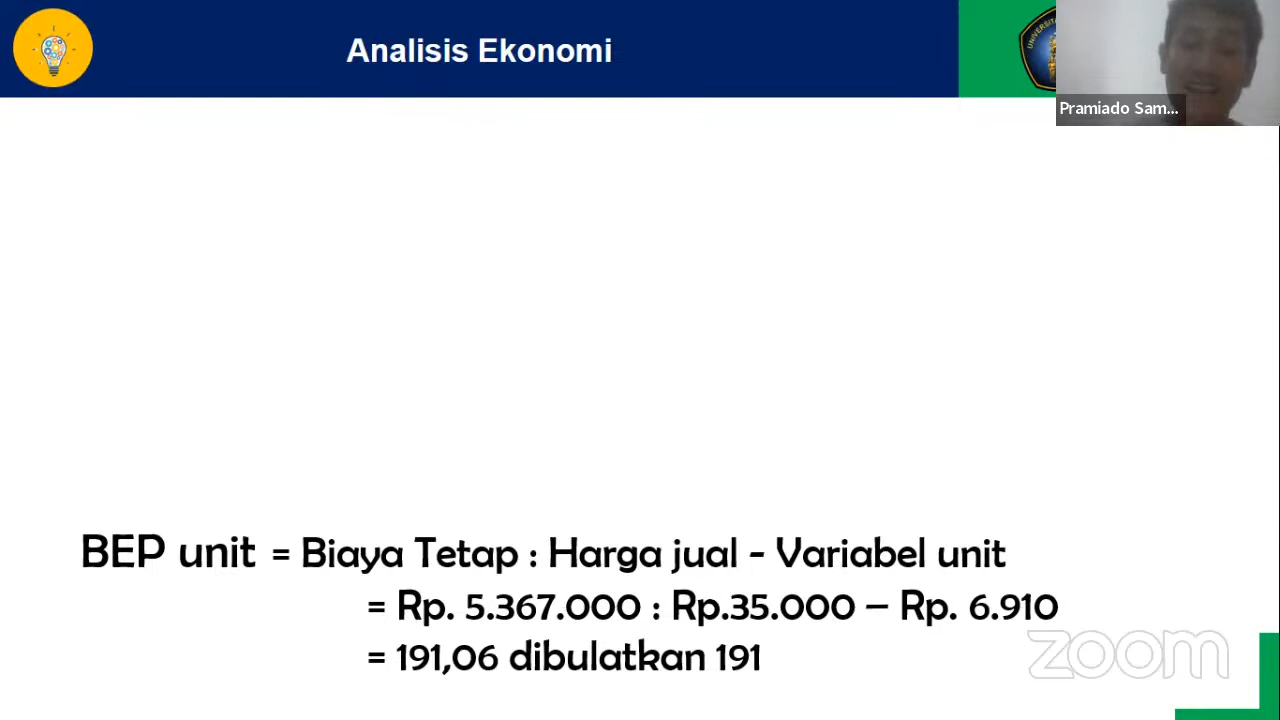 Analisis Ekonomi
Pramiado Sam...
BEP unit = Biaya Tetap : Harga jual - Variabel unit
= Rp. 5.367.000 : Rp.35.000 – Rp. 6.910
= 191,06 dibulatkan 191
zoom